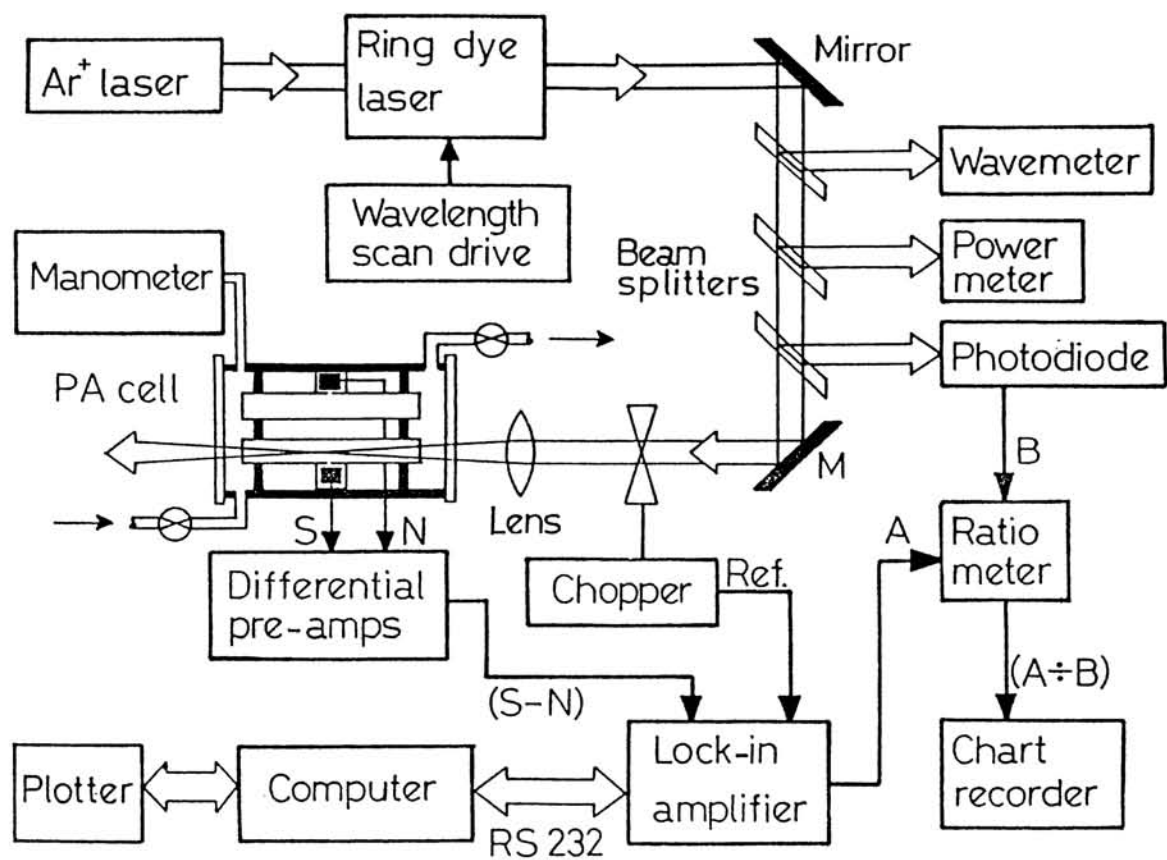 Ar⁺ laser
Ring dye
laser
Mirror
Wavemeter
Wavelength
scan drive
Beam
splitters
Power
meter
Manometer
Photodiode
PA cell
M
B
Lens
S
N
A
Ratio
meter
Differential
pre-amps
Chopper
Ref.
(S-N)
(A÷B)
Plotter
Computer
RS 232
Lock-in
amplifier
Chart
recorder